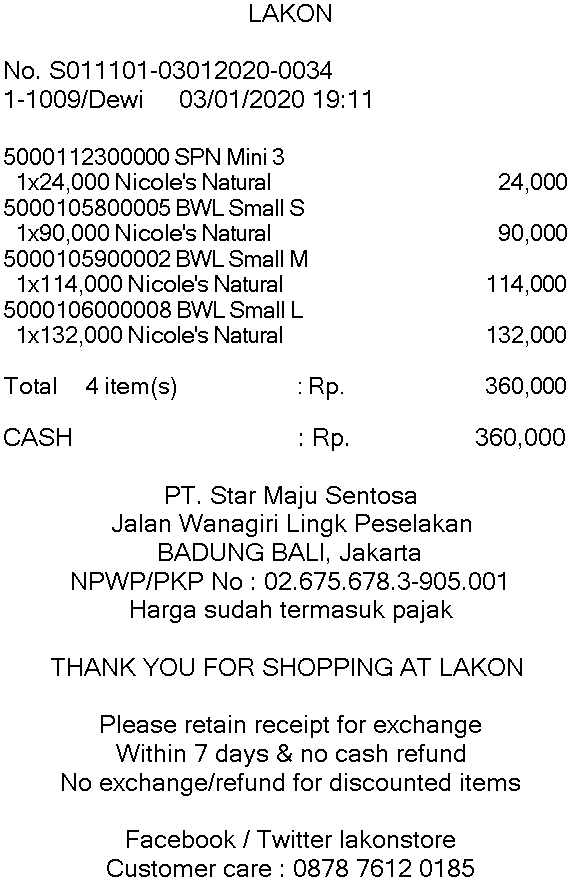 LAKON
No. S011101-03012020-0034
1-1009/Dewi 03/01/2020 19:11
5000112300000 SPN Mini 3
1x24,000 Nicole's Natural 24,000
5000105800005 BWL Small S
1x90,000 Nicole's Natural 90,000
5000105900002 BWL Small M
1x114,000 Nicole's Natural 114,000
5000106000008 BWL Small L
1x132,000 Nicole's Natural 132,000
Total 4 item(s) : Rp. 360,000
CASH : Rp. 360,000
PT. Star Maju Sentosa
Jalan Wanagiri Lingk Peselakan
BADUNG BALI, Jakarta
NPWP/PKP No : 02.675.678.3-905.001
Harga sudah termasuk pajak
THANK YOU FOR SHOPPING AT LAKON
Please retain receipt for exchange
Within 7 days & no cash refund
No exchange/refund for discounted items
Facebook / Twitter lakonstore
Customer care : 0878 7612 0185